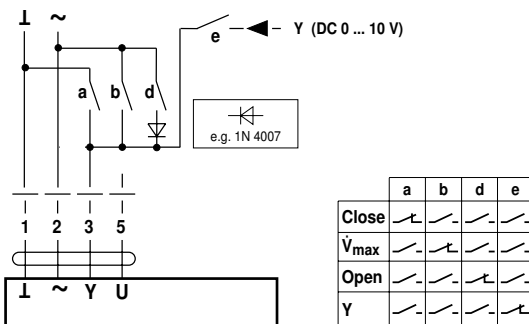 ⊥ ~
e Y (DC 0 ... 10 V)
a b d
e.g. 1N 4007
1 2 3 5
⊥ ~ Y U
a b d e
Close
V̇max
Open
Y